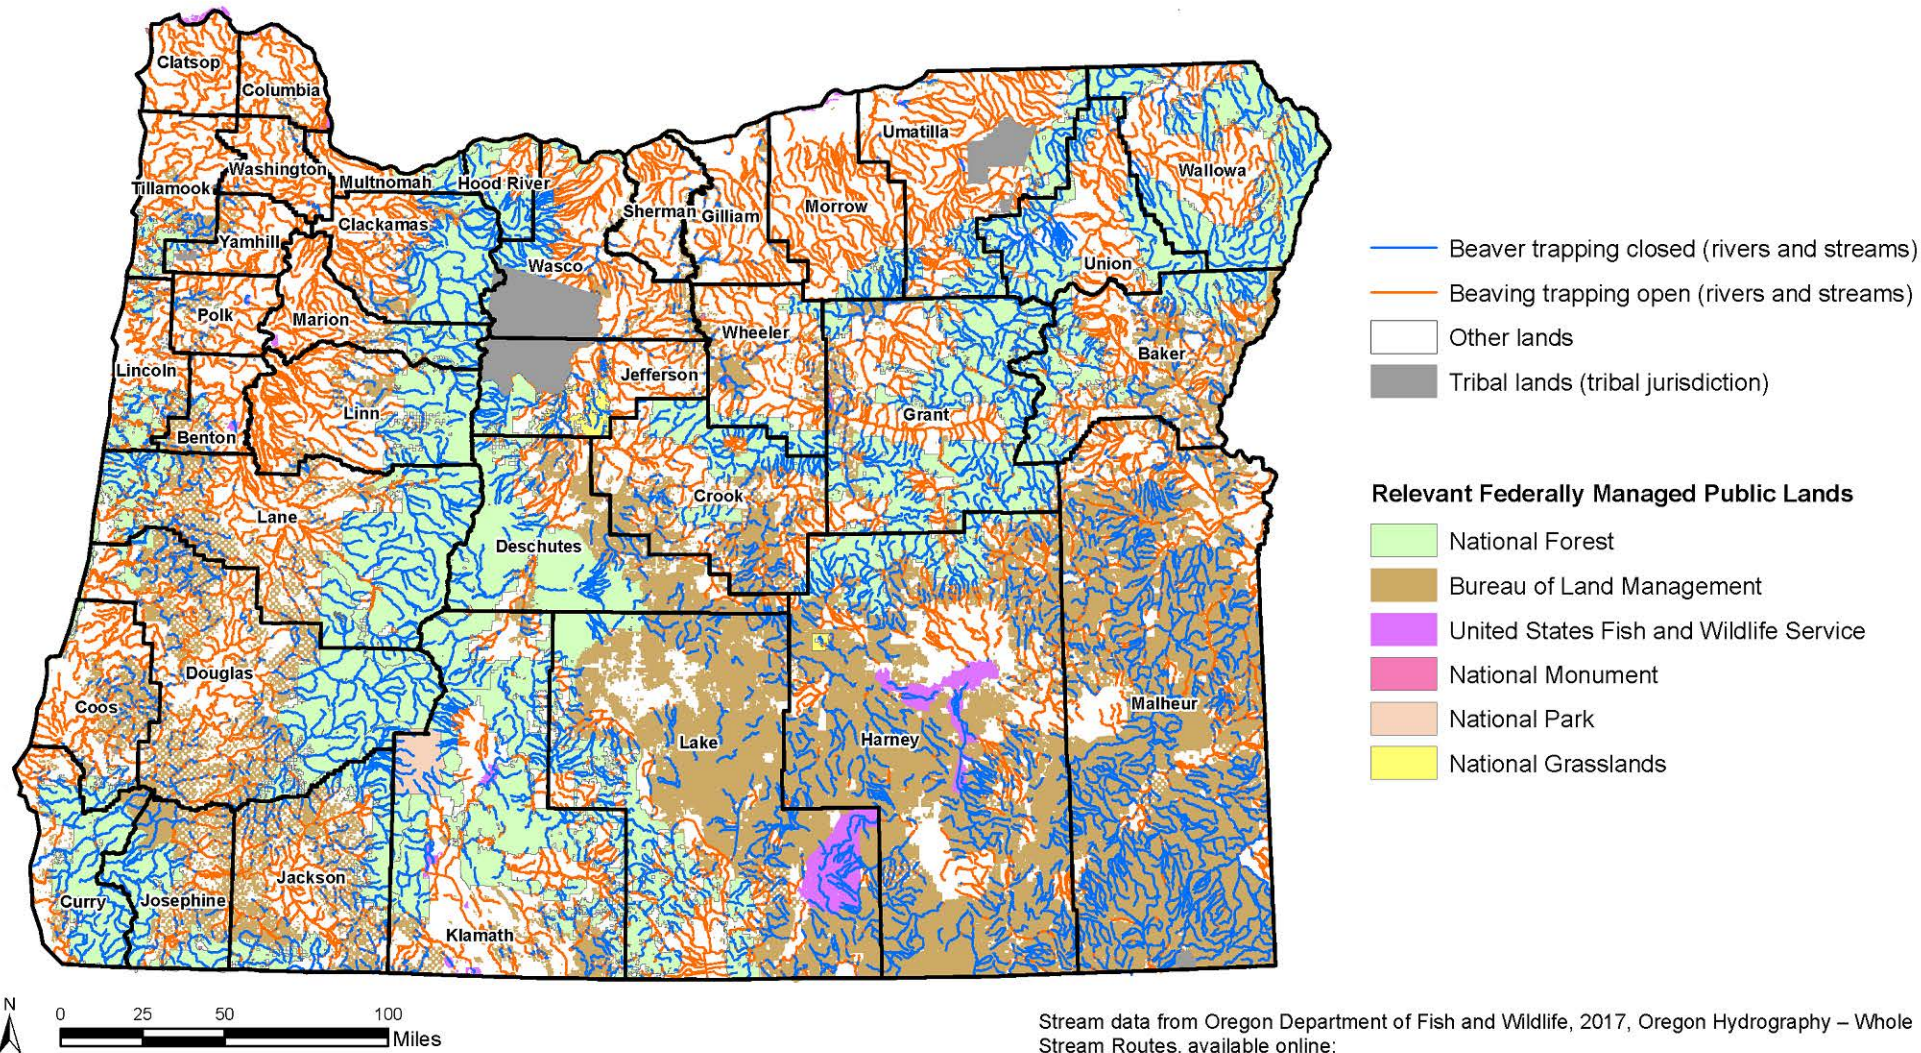 Clatsop
Columbia
Tillamook
Washington
Multnomah
Hood River
Umatilla
Wallowa
Yamhill
Clackamas
Sherman
Gilliam
Morrow
Wasco
Union
Polk
Marion
Wheeler
Baker
Lincoln
Jefferson
Linn
Grant
Benton
Crook
Lane
Deschutes
Douglas
Coos
Lake
Harney
Malheur
Curry
Josephine
Jackson
Klamath
Beaver trapping closed (rivers and streams)
Beaving trapping open (rivers and streams)
Other lands
Tribal lands (tribal jurisdiction)
Relevant Federally Managed Public Lands
National Forest
Bureau of Land Management
United States Fish and Wildlife Service
National Monument
National Park
National Grasslands
N
0 25 50 100
Miles
Stream data from Oregon Department of Fish and Wildlife, 2017, Oregon Hydrography – Whole
Stream Routes, available online: